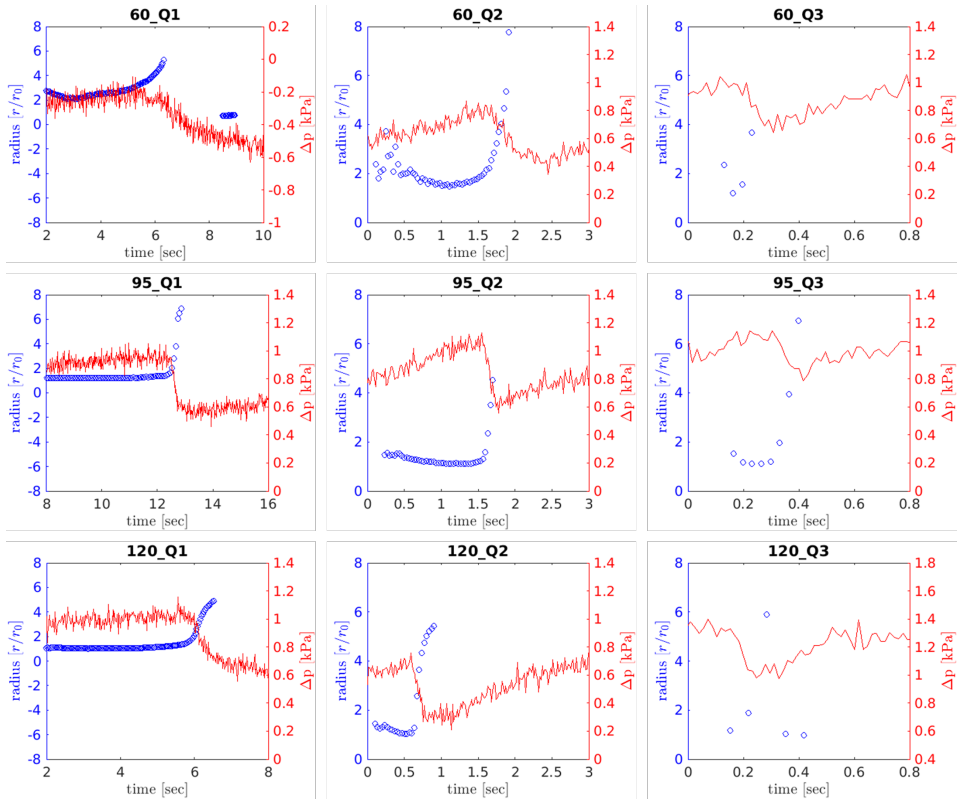 60_Q1 60_Q2 60_Q3
8 6 4 2 0 -2 -4 -6 -8
radius [r/r0]
0.2 0 -0.2 -0.4 -0.6 -0.8 -1
Δp [kPa]
2 4 6 8 10
time [sec]
8 6 4 2 0
radius [r/r0]
1.4 1.2 1 0.8 0.6 0.4 0.2 0
Δp [kPa]
0 0.5 1 1.5 2 2.5 3
time [sec]
8 6 4 2 0
radius [r/r0]
1.4 1.2 1 0.8 0.6 0.4 0.2 0
Δp [kPa]
0 0.2 0.4 0.6 0.8
time [sec]
95_Q1 95_Q2 95_Q3
8 6 4 2 0 -2 -4 -6 -8
radius [r/r0]
1.4 1.2 1 0.8 0.6 0.4 0.2 0
Δp [kPa]
8 10 12 14 16
time [sec]
8 6 4 2 0
radius [r/r0]
1.4 1.2 1 0.8 0.6 0.4 0.2 0
Δp [kPa]
0 0.5 1 1.5 2 2.5 3
time [sec]
8 6 4 2 0
radius [r/r0]
1.4 1.2 1 0.8 0.6 0.4 0.2 0
Δp [kPa]
0 0.2 0.4 0.6 0.8
time [sec]
120_Q1 120_Q2 120_Q3
8 6 4 2 0 -2 -4 -6 -8
radius [r/r0]
1.4 1.2 1 0.8 0.6 0.4 0.2 0
Δp [kPa]
2 4 6 8
time [sec]
8 6 4 2 0
radius [r/r0]
1.4 1.2 1 0.8 0.6 0.4 0.2 0
Δp [kPa]
0 0.5 1 1.5 2 2.5 3
time [sec]
8 6 4 2 0
radius [r/r0]
1.8 1.6 1.4 1.2 1 0.8 0.6 0.4
Δp [kPa]
0 0.2 0.4 0.6 0.8
time [sec]